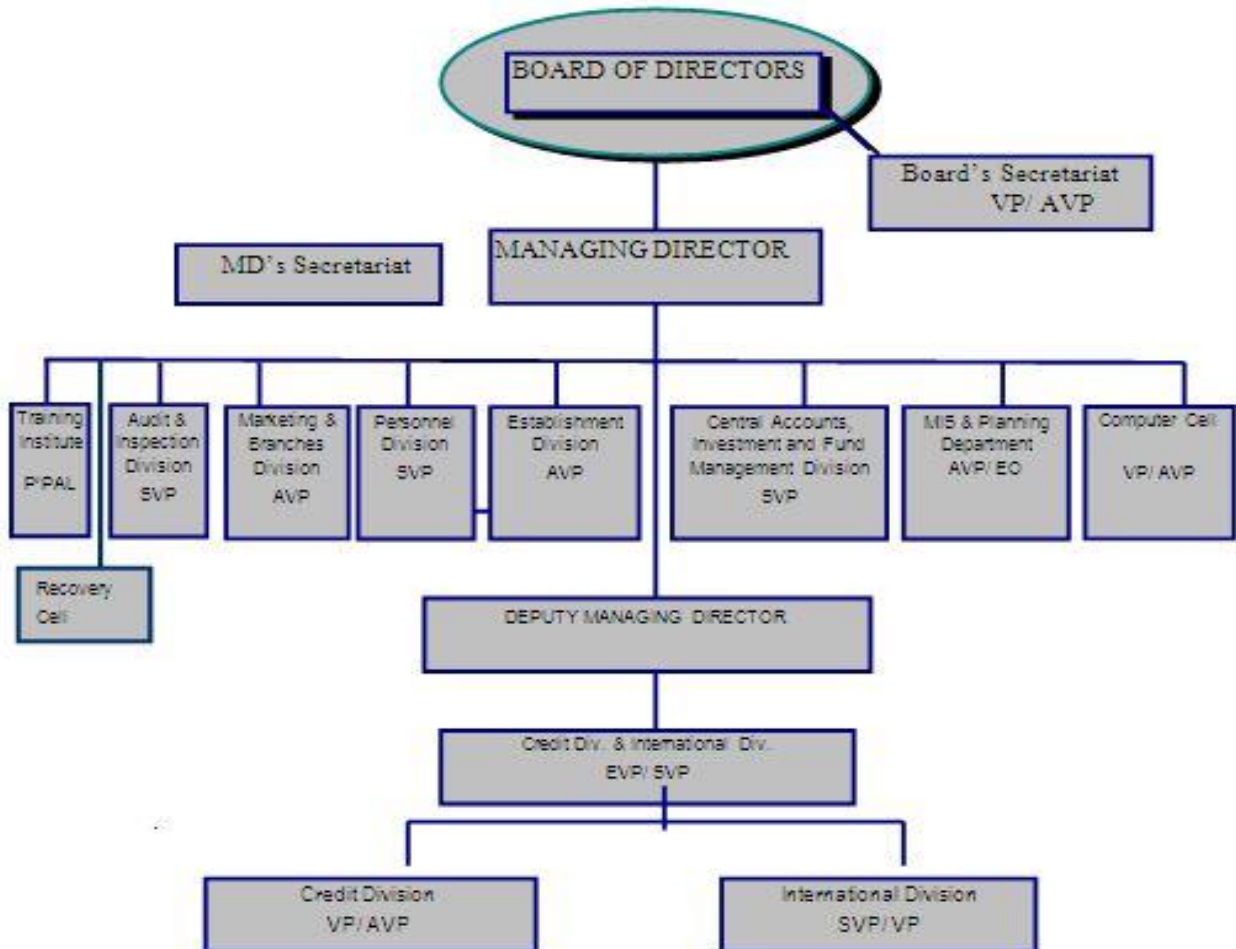 BOARD OF DIRECTORS
Board's Secretariat
VP/ AVP
MANAGING DIRECTOR
MD's Secretariat
Training
Institute
P'PAL
Audit &
Inspection
Division
SVP
Marketing &
Branches
Division
AVP
Personnel
Division
SVP
Establishment
Division
AVP
Central Accounts,
Investment and Fund
Management Division
SVP
MIS & Planning
Department
AVP/ EO
Computer Cell
VP/ AVP
Recovery
Cell
DEPUTY MANAGING DIRECTOR
Credit Div. & International Div.
EVP/ SVP
Credit Division
VP/ AVP
International Division
SVP/ VP